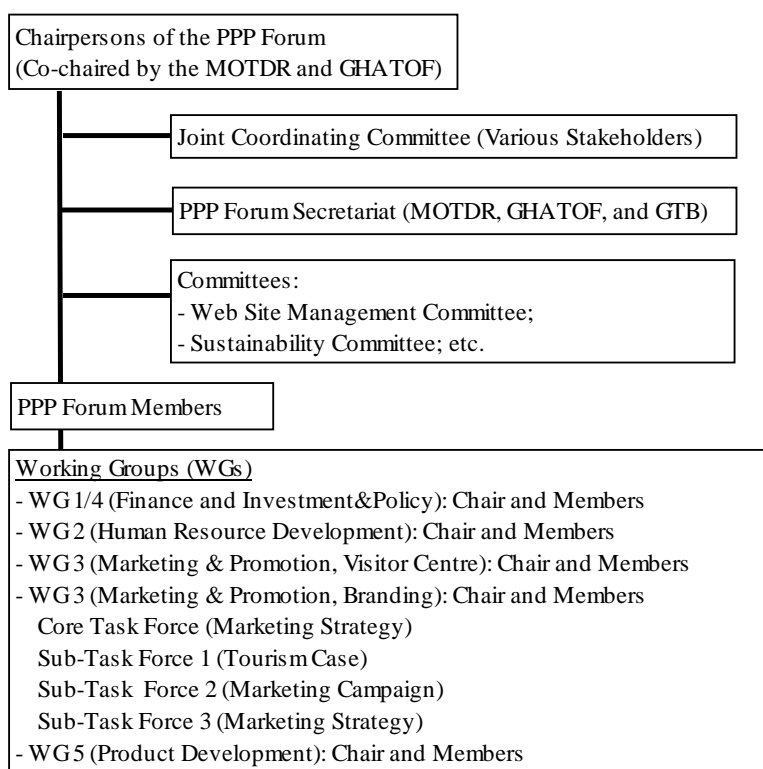 Chairpersons of the PPP Forum
(Co-chaired by the MOTDR and GHATOF)
Joint Coordinating Committee (Various Stakeholders)
PPP Forum Secretariat (MOTDR, GHATOF, and GTB)
Committees:
- Web Site Management Committee;
- Sustainability Committee; etc.
PPP Forum Members
Working Groups (WGs)
- WG 1/4 (Finance and Investment&Policy): Chair and Members
- WG 2 (Human Resource Development): Chair and Members
- WG 3 (Marketing & Promotion, Visitor Centre): Chair and Members
- WG 3 (Marketing & Promotion, Branding): Chair and Members
Core Task Force (Marketing Strategy)
Sub-Task Force 1 (Tourism Case)
Sub-Task Force 2 (Marketing Campaign)
Sub-Task Force 3 (Marketing Strategy)
- WG 5 (Product Development): Chair and Members